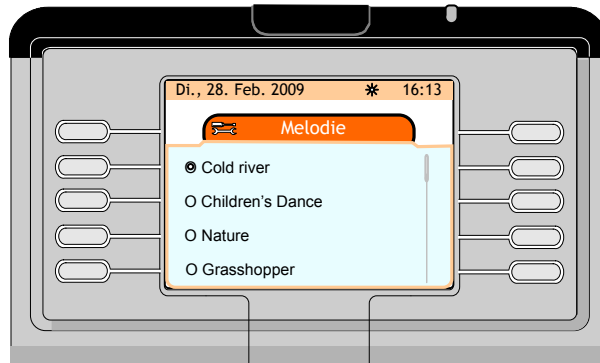 Di., 28. Feb. 2009 16:13
Melodie
Cold river
O Children's Dance
O Nature
O Grasshopper